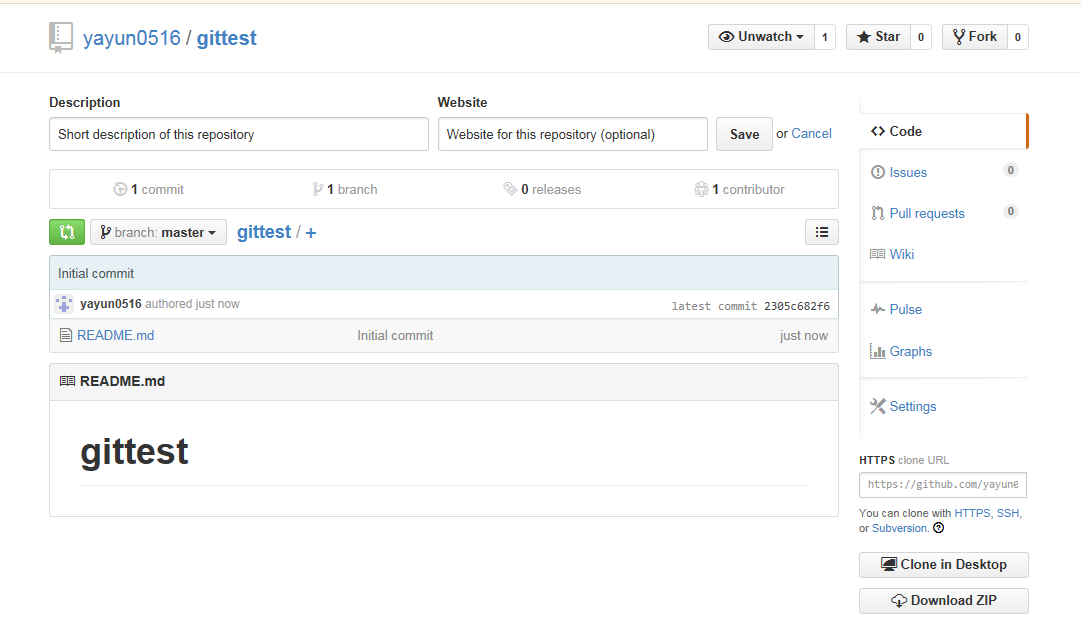 yayun0516 / gittest
Unwatch 1 Star 0 Fork 0
Description
Short description of this repository
Website
Website for this repository (optional)
Save or Cancel
1 commit 1 branch 0 releases 1 contributor
branch: master gittest / +
Initial commit
yayun0516 authored just now latest commit 2305c682f6
README.md Initial commit just now
README.md
gittest
Code
Issues 0
Pull requests 0
Wiki
Pulse
Graphs
Settings
HTTPS clone URL
https://github.com/yayun0
You can clone with HTTPS, SSH,
or Subversion.
Clone in Desktop
Download ZIP